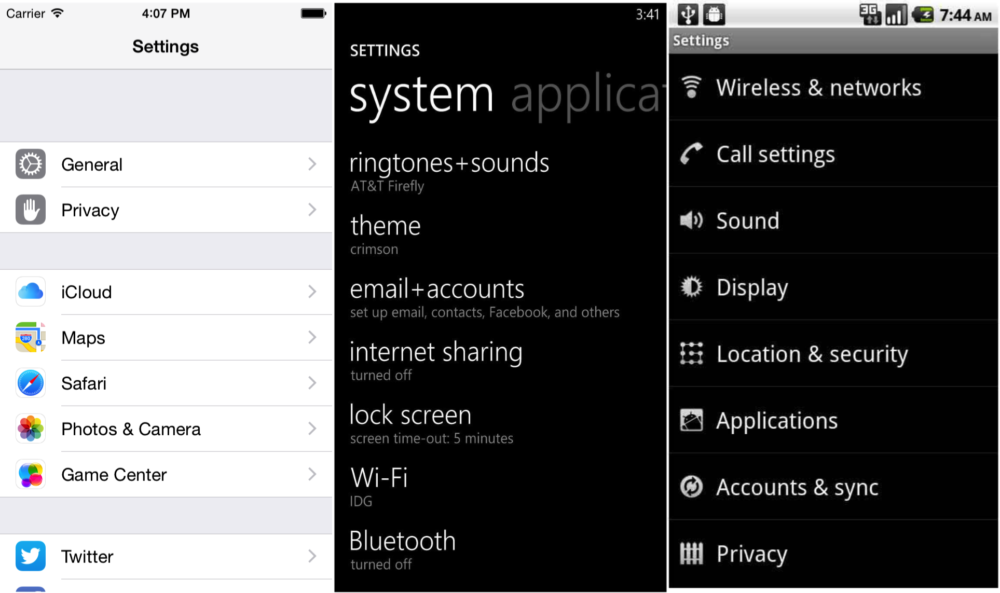 Carrier 4:07 PM
Settings
General
Privacy
iCloud
280
Maps
Safari
Photos & Camera
Game Center
Twitter
3:41
SETTINGS
system applica
ringtones+sounds
AT&T Firefly
theme
crimson
email+accounts
set up email, contacts, Facebook, and others
internet sharing
turned off
lock screen
screen time-out: 5 minutes
Wi-Fi
IDG
Bluetooth
turned off
3G 7:44 AM
Settings
Wireless & networks
Call settings
Sound
Display
Location & security
Applications
Accounts & sync
Privacy